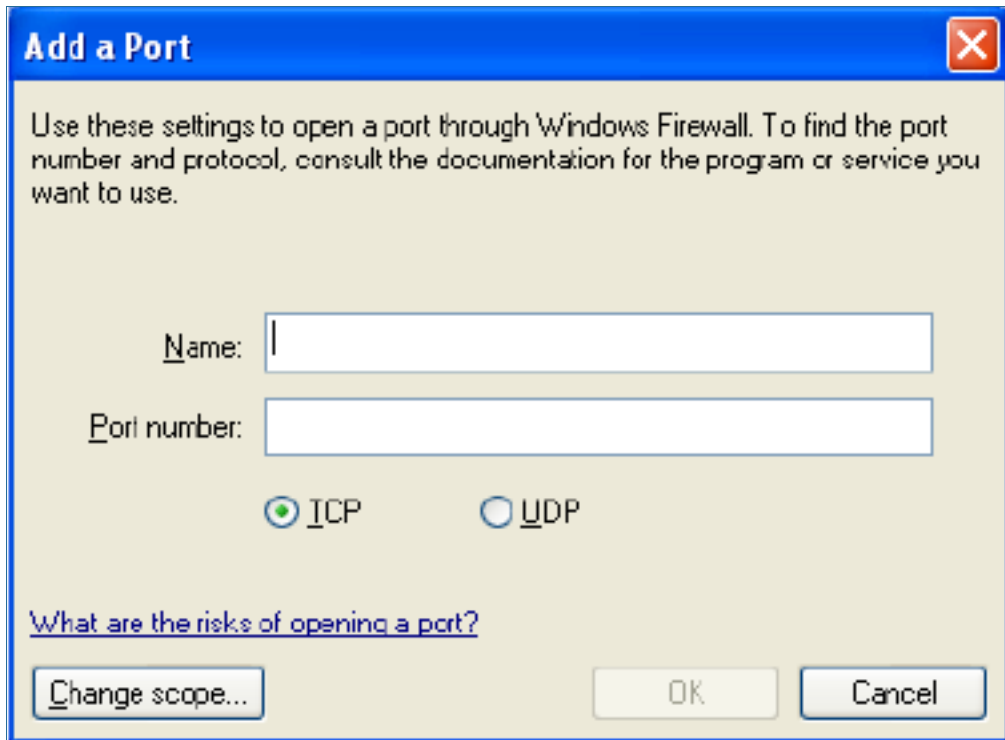 Add a Port
Use these settings to open a port through Windows Firewall. To find the port
number and protocol, consult the documentation for the program or service you
want to use.
Name:
Port number:
TCP
UDP
What are the risks of opening a port?
Change scope...
OK
Cancel